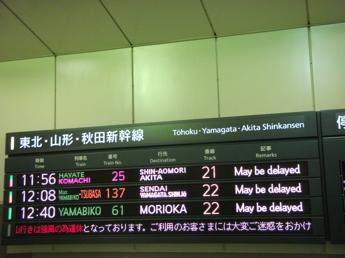 東北・山形・秋田新幹線 Tōhoku・Yamagata・Akita Shinkansen
停
時刻 Time 列車名 Train 番号 Train No. 行先 Destination 番線 Track 記事 Remarks
11:56 HAYATE KOMACHI 25 SHIN-AOMORI AKITA 21 May be delayed
12:08 Max YAMABIKO TSUBASA 137 SENDAI YAMAGATA,SHINJO 22 May be delayed
12:40 YAMABIKO 61 MORIOKA 22 May be delayed
行きは強風の為運休となっております。ご利用のお客さまには大変ご迷惑をおかけ